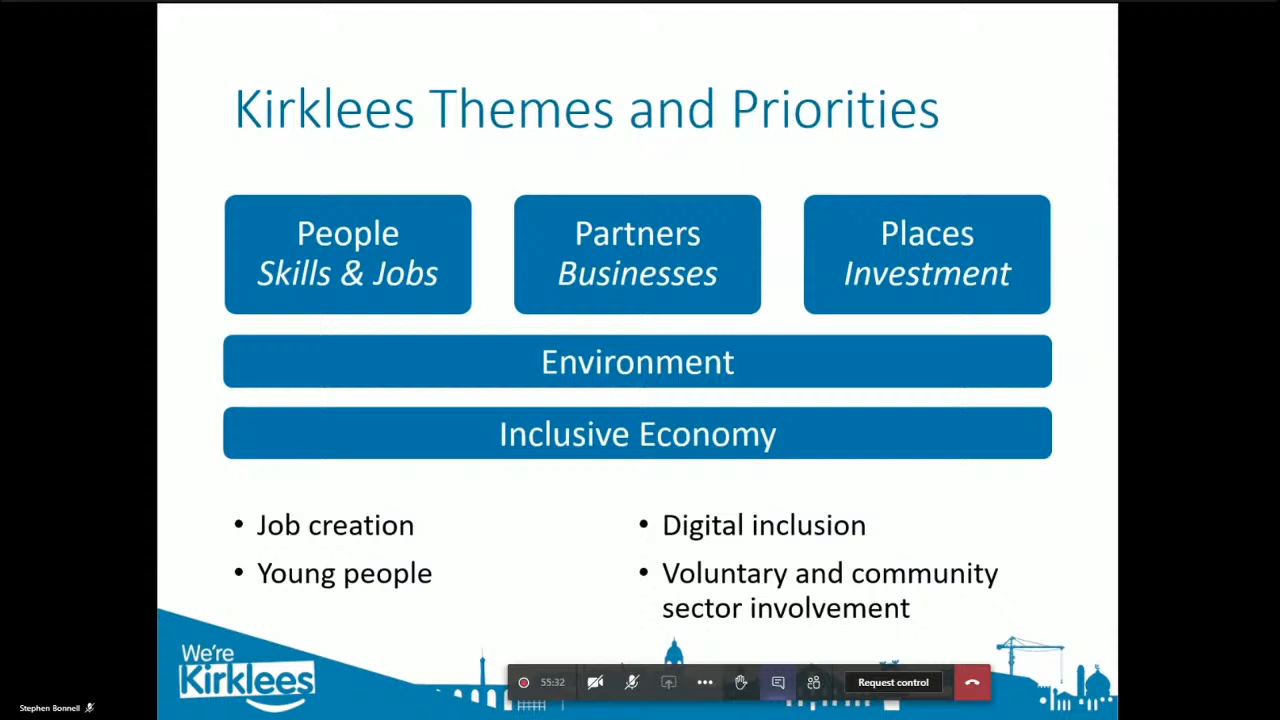 Kirklees Themes and Priorities
People
Skills & Jobs
Partners
Businesses
Places
Investment
Environment
Inclusive Economy
• Job creation
• Young people
• Digital inclusion
• Voluntary and community
sector involvement
We're
Kirklees
55:32
Request control
Stephen Bonnell